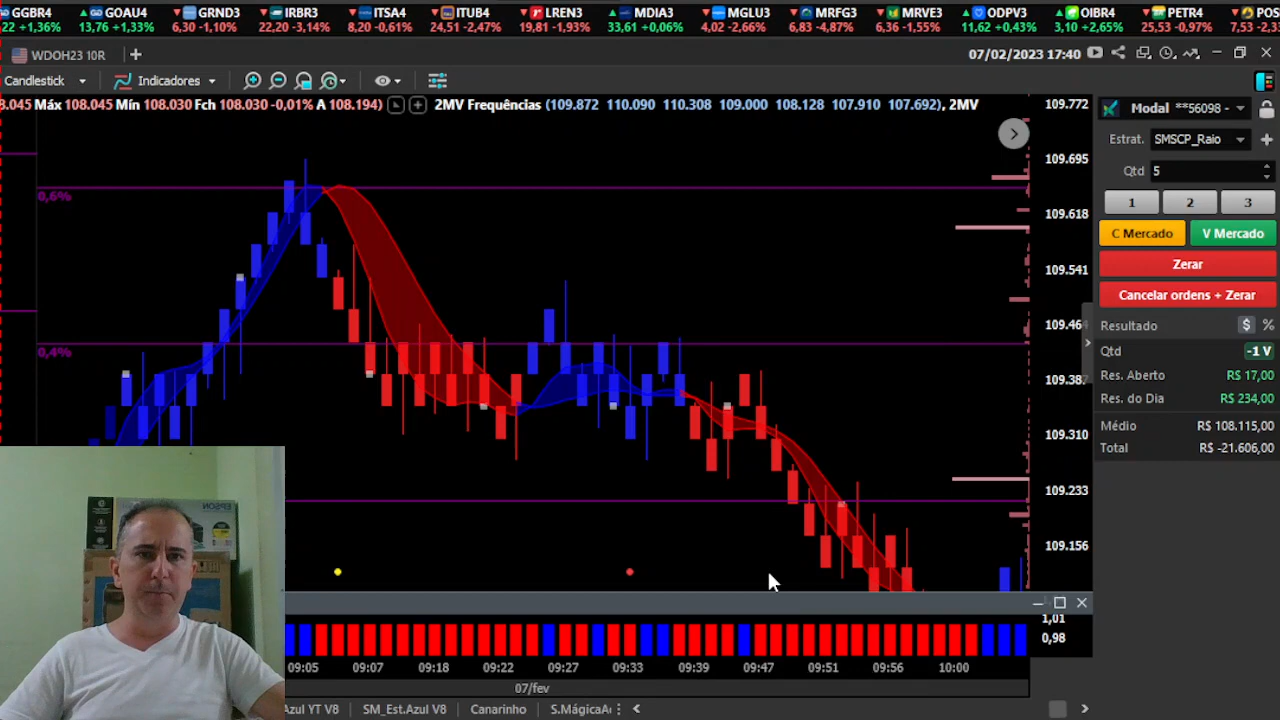 GGBR4 GOAU4 GRND3 IRBR3 ITSA4 ITUB4 LREN3 MDIA3 MGLU3 MRFG3 MRVE3 ODPV3 OIBR4 PETR4 POS
22 +1,36% 13,76 +1,33% 6,30 -1,10% 22,20 -3,14% 8,20 -0,61% 24,51 -2,47% 19,81 -1,93% 33,61 +0,06% 4,02 -2,66% 6,83 -4,87% 6,36 -1,55% 11,62 +0,43% 3,10 +2,65% 25,53 -0,97% 7,53 -2,3
WDOH23 10R
07/02/2023 17:40
Candlestick Indicadores
8.045 Máx 108.045 Mín 108.030 Fch 108.030 -0,01% A 108.194) 2MV Frequências (109.872 110.090 110.308 109.000 108.128 107.910 107.692), 2MV
109.772
109.695
109.618
109.541
109.464
109.387
109.310
109.233
109.156
0,6%
0,4%
Modal **56098 -
Estrat. SMSCP_Raio
Qtd 5
1 2 3
C Mercado V Mercado
Zerar
Cancelar ordens + Zerar
Resultado $ %
Qtd -1 V
Res. Aberto R$ 17,00
Res. do Dia R$ 234,00
Médio R$ 108.115,00
Total R$ -21.606,00
EPSON
1,01
0,98
09:05 09:07 09:18 09:22 09:27 09:33 09:39 09:47 09:51 09:56 10:00
07/fev
Azul YT V8 SM_Est.Azul V8 Canarinho S.MágicaA